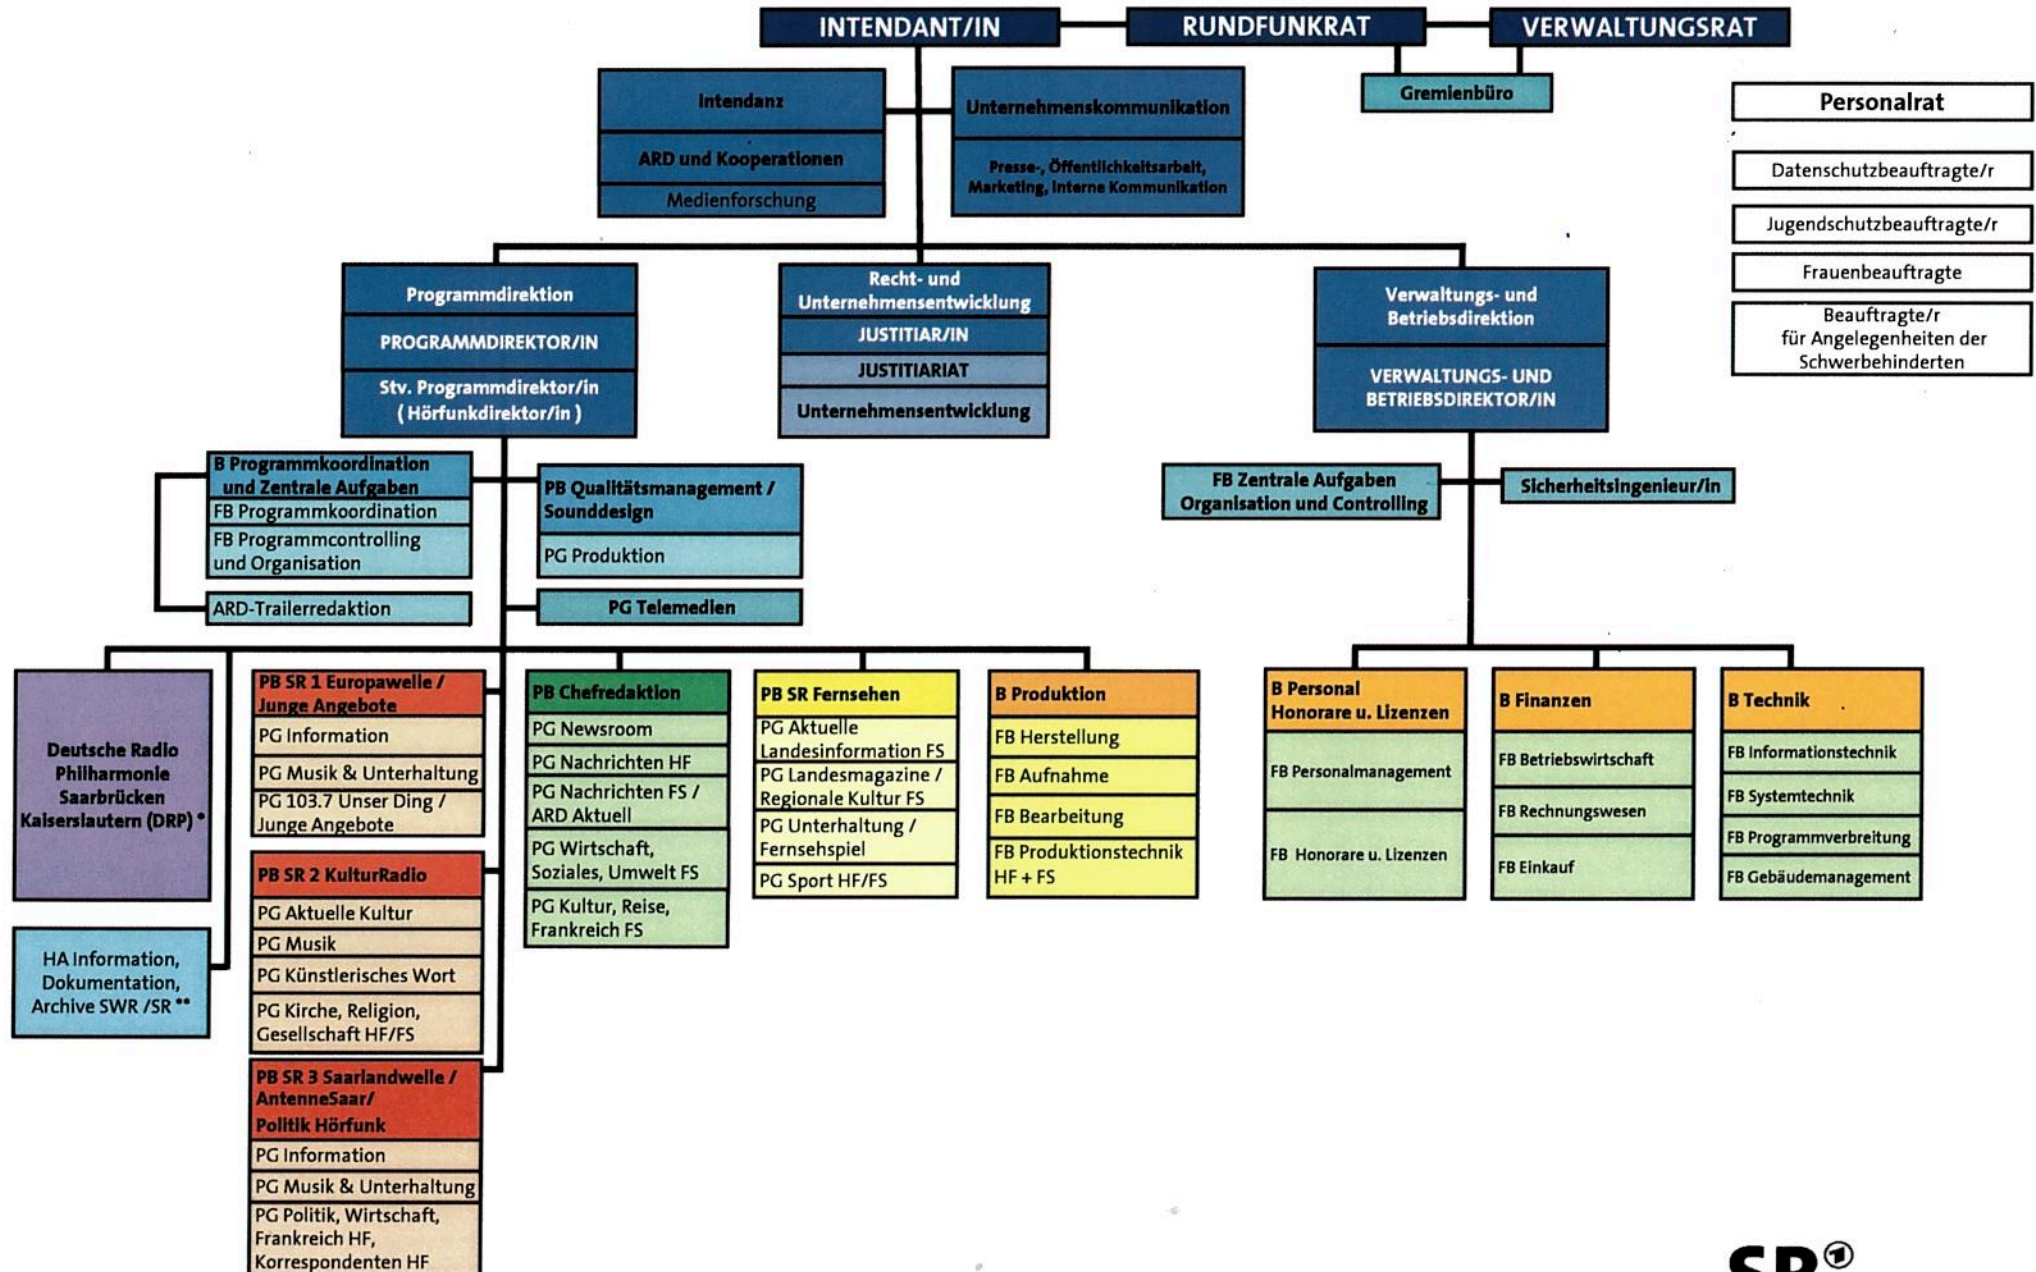 INTENDANT/IN
RUNDFUNKRAT
VERWALTUNGSRAT
Gremienbüro
Intendanz
ARD und Kooperationen
Medienforschung
Unternehmenskommunikation
Presse-, Öffentlichkeitsarbeit,
Marketing, Interne Kommunikation
Personalrat
Datenschutzbeauftragte/r
Jugendschutzbeauftragte/r
Frauenbeauftragte
Beauftragte/r
für Angelegenheiten der
Schwerbehinderten
Programmdirektion
PROGRAMMDIREKTOR/IN
Stv. Programmdirektor/in
( Hörfunkdirektor/in )
Recht- und
Unternehmensentwicklung
JUSTITIAR/IN
JUSTITIARIAT
Unternehmensentwicklung
Verwaltungs- und
Betriebsdirektion
VERWALTUNGS- UND
BETRIEBSDIREKTOR/IN
B Programmkoordination
und Zentrale Aufgaben
FB Programmkoordination
FB Programmcontrolling
und Organisation
ARD-Trailerredaktion
PB Qualitätsmanagement /
Sounddesign
PG Produktion
PG Telemedien
FB Zentrale Aufgaben
Organisation und Controlling
Sicherheitsingenieur/in
Deutsche Radio
Philharmonie
Saarbrücken
Kaiserslautern (DRP) *
HA Information,
Dokumentation,
Archive SWR /SR **
PB SR 1 Europawelle /
Junge Angebote
PG Information
PG Musik & Unterhaltung
PG 103.7 Unser Ding /
Junge Angebote
PB SR 2 KulturRadio
PG Aktuelle Kultur
PG Musik
PG Künstlerisches Wort
PG Kirche, Religion,
Gesellschaft HF/FS
PB SR 3 Saarlandwelle /
AntenneSaar/
Politik Hörfunk
PG Information
PG Musik & Unterhaltung
PG Politik, Wirtschaft,
Frankreich HF,
Korrespondenten HF
PB Chefredaktion
PG Newsroom
PG Nachrichten HF
PG Nachrichten FS /
ARD Aktuell
PG Wirtschaft,
Soziales, Umwelt FS
PG Kultur, Reise,
Frankreich FS
PB SR Fernsehen
PG Aktuelle
Landesinformation FS
PG Landesmagazine /
Regionale Kultur FS
PG Unterhaltung /
Fernsehspiel
PG Sport HF/FS
B Produktion
FB Herstellung
FB Aufnahme
FB Bearbeitung
FB Produktionstechnik
HF + FS
B Personal
Honorare u. Lizenzen
FB Personalmanagement
FB Honorare u. Lizenzen
B Finanzen
FB Betriebswirtschaft
FB Rechnungswesen
FB Einkauf
B Technik
FB Informationstechnik
FB Systemtechnik
FB Programmverbreitung
FB Gebäudemanagement
SR